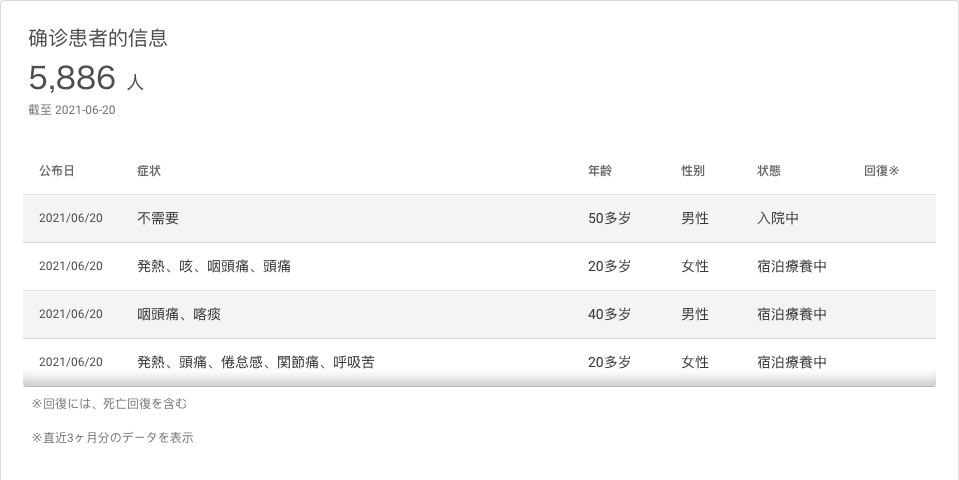 确诊患者的信息
5,886 人
截至 2021-06-20
公布日 症状 年龄 性别 状態 回復※
2021/06/20 不需要 50多岁 男性 入院中
2021/06/20 発熱、咳、咽頭痛、頭痛 20多岁 女性 宿泊療養中
2021/06/20 咽頭痛、喀痰 40多岁 男性 宿泊療養中
2021/06/20 発熱、頭痛、倦怠感、関節痛、呼吸苦 20多岁 女性 宿泊療養中
※回復には、死亡回復を含む
※直近3ヶ月分のデータを表示